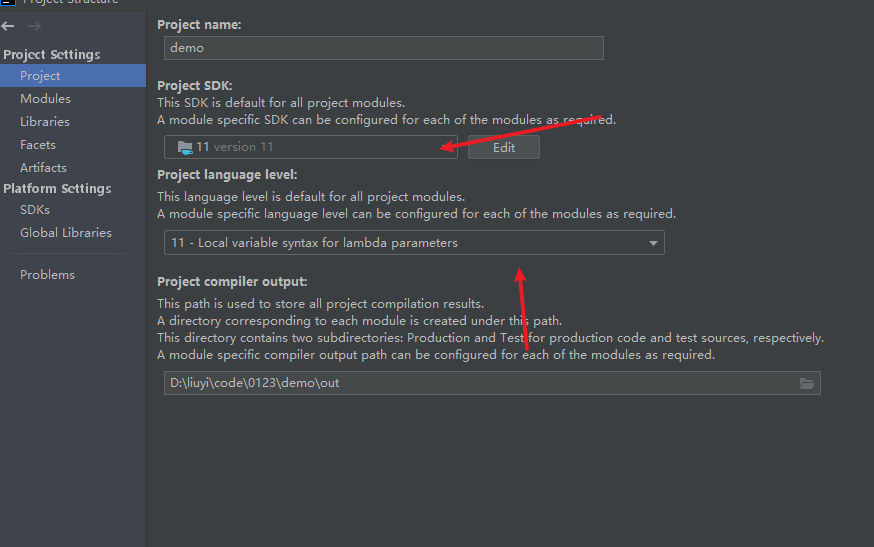 Project Structure
Project Settings
Project
Modules
Libraries
Facets
Artifacts
Platform Settings
SDKs
Global Libraries
Problems
Project name:
demo
Project SDK:
This SDK is default for all project modules.
A module specific SDK can be configured for each of the modules as required.
11 version 11
Edit
Project language level:
This language level is default for all project modules.
A module specific language level can be configured for each of the modules as required.
11 - Local variable syntax for lambda parameters
Project compiler output:
This path is used to store all project compilation results.
A directory corresponding to each module is created under this path.
This directory contains two subdirectories: Production and Test for production code and test sources, respectively.
A module specific compiler output path can be configured for each of the modules as required.
D:\liuyi\code\0123\demo\out